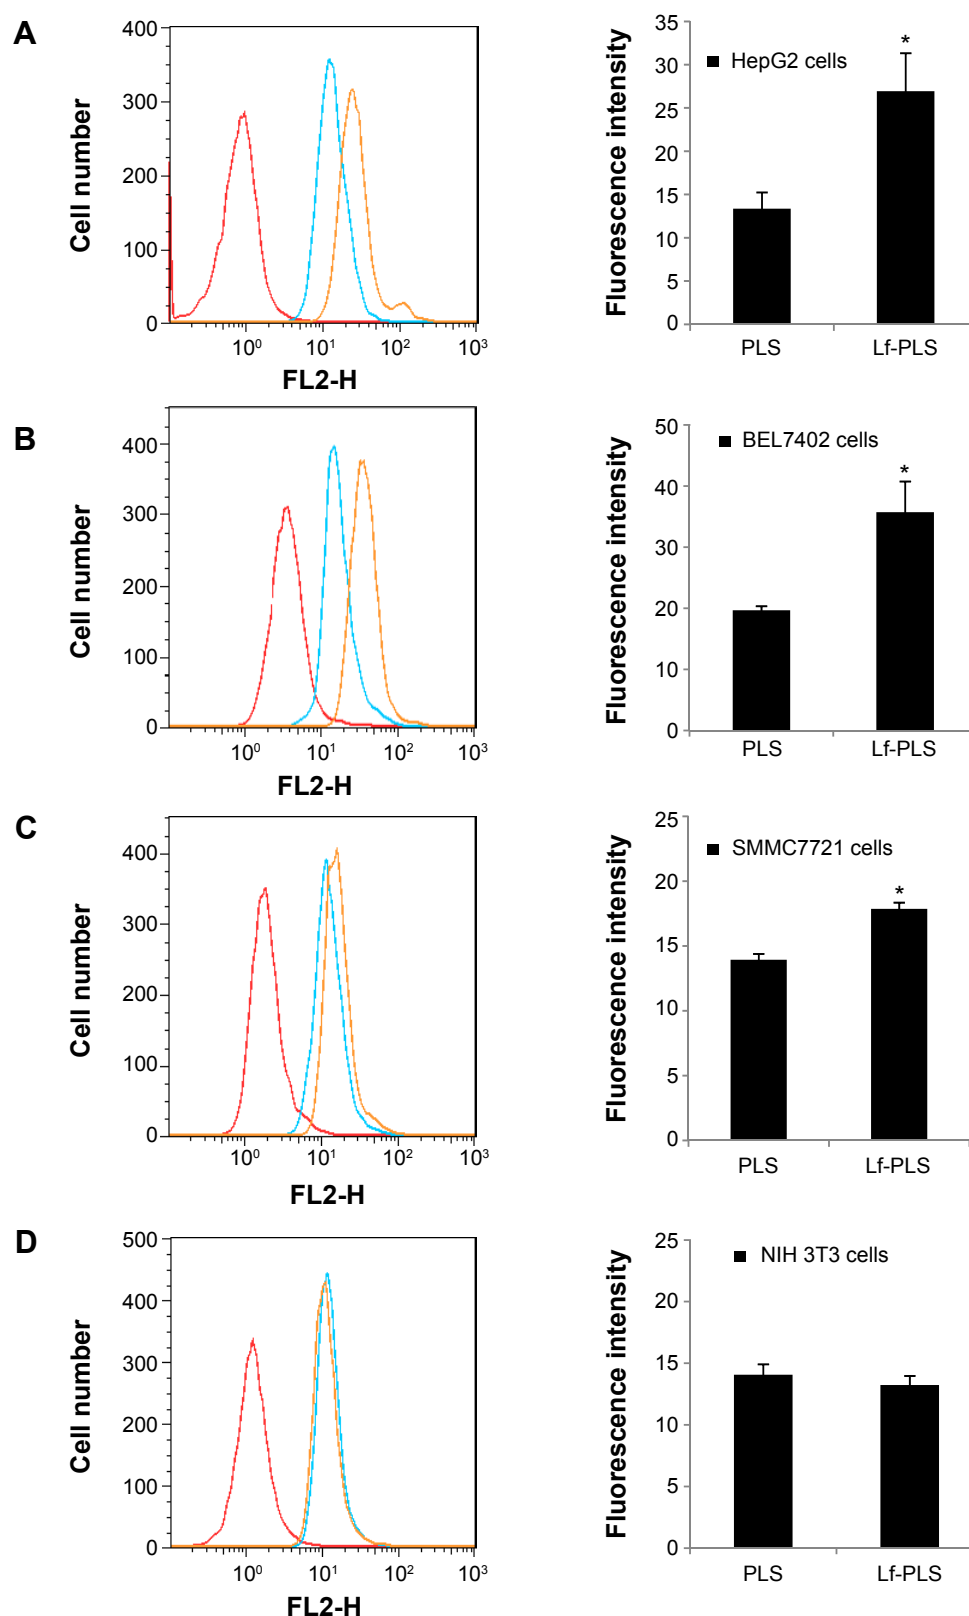 A
Cell number
400
300
200
100
0
10⁰ 10¹ 10² 10³
FL2-H
Fluorescence intensity
35
30
25
20
15
10
5
0
HepG2 cells
*
PLS Lf-PLS
B
Cell number
400
300
200
100
0
10⁰ 10¹ 10² 10³
FL2-H
Fluorescence intensity
50
40
30
20
10
0
BEL7402 cells
*
PLS Lf-PLS
C
Cell number
400
300
200
100
0
10⁰ 10¹ 10² 10³
FL2-H
Fluorescence intensity
25
20
15
10
5
0
SMMC7721 cells
*
PLS Lf-PLS
D
Cell number
500
400
300
200
100
0
10⁰ 10¹ 10² 10³
FL2-H
Fluorescence intensity
25
20
15
10
5
0
NIH 3T3 cells
PLS Lf-PLS